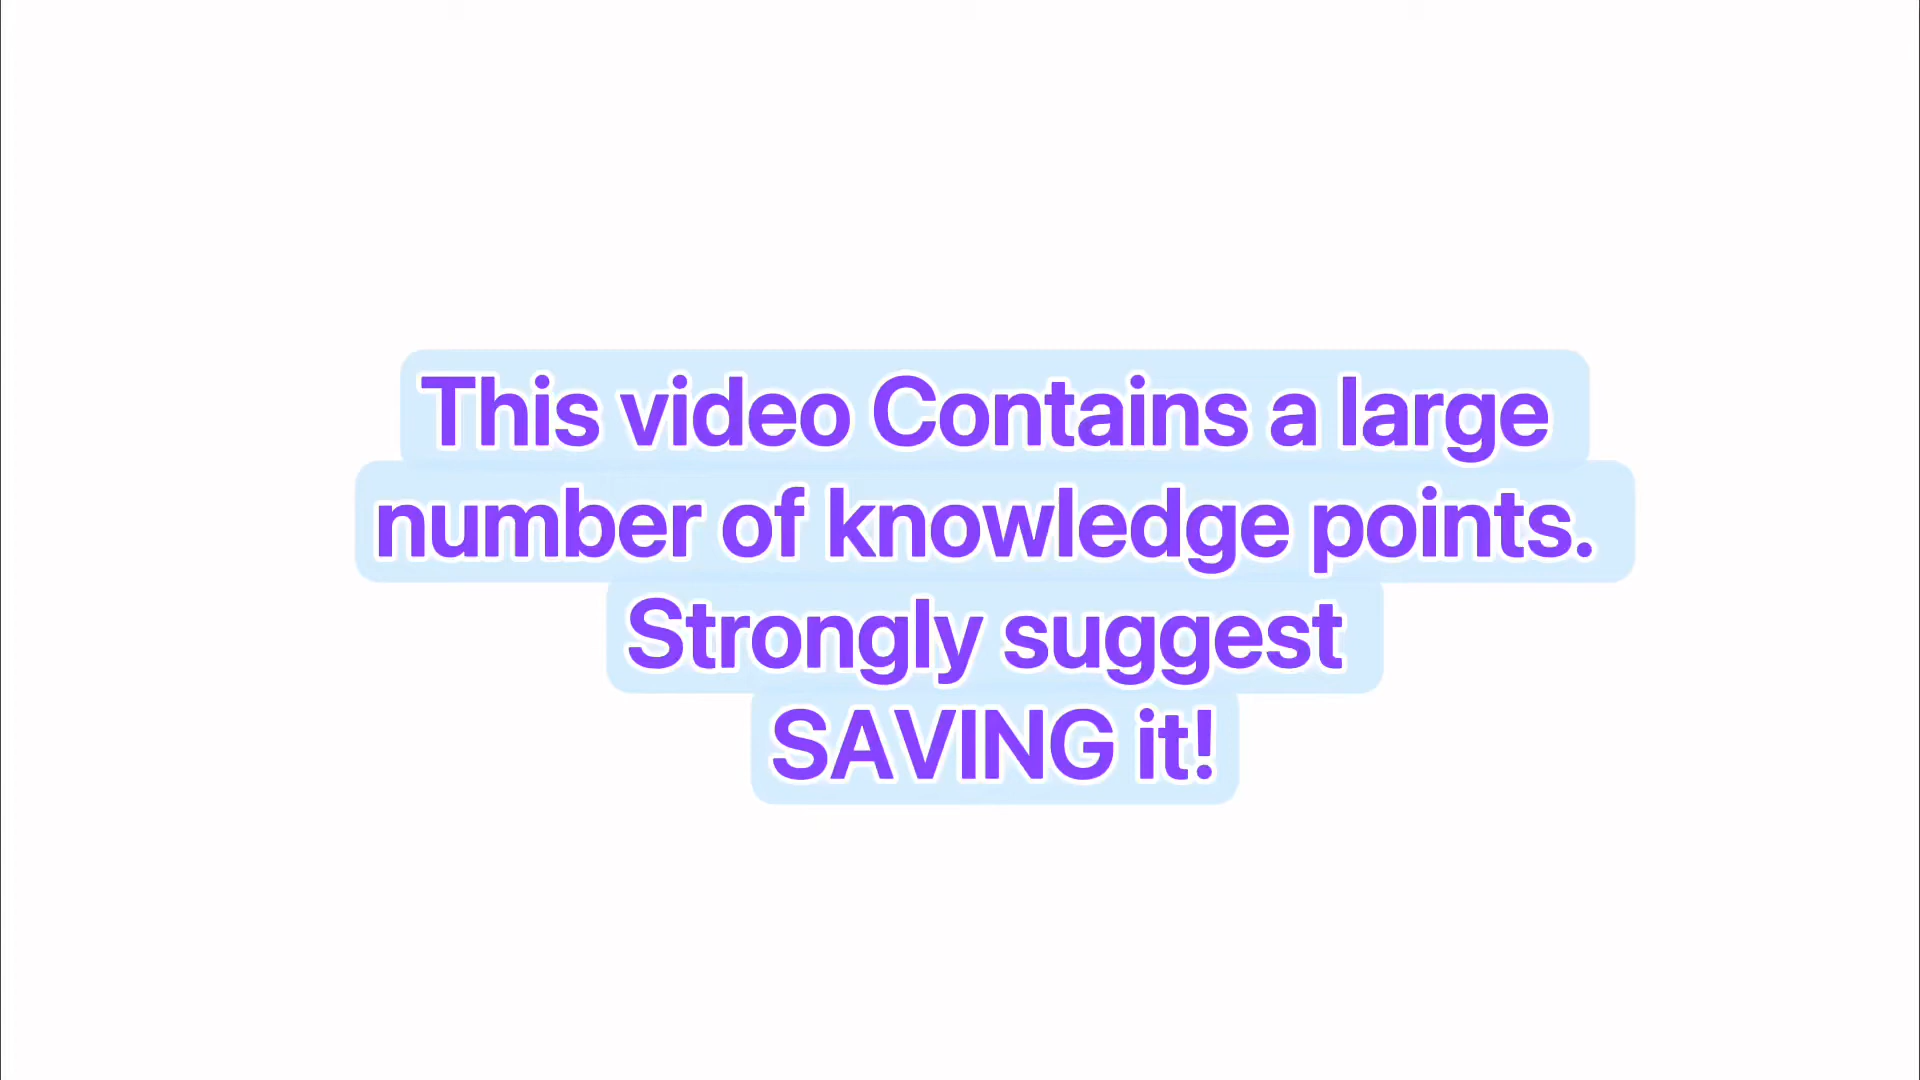 This video Contains a large
number of knowledge points.
Strongly suggest
SAVING it!